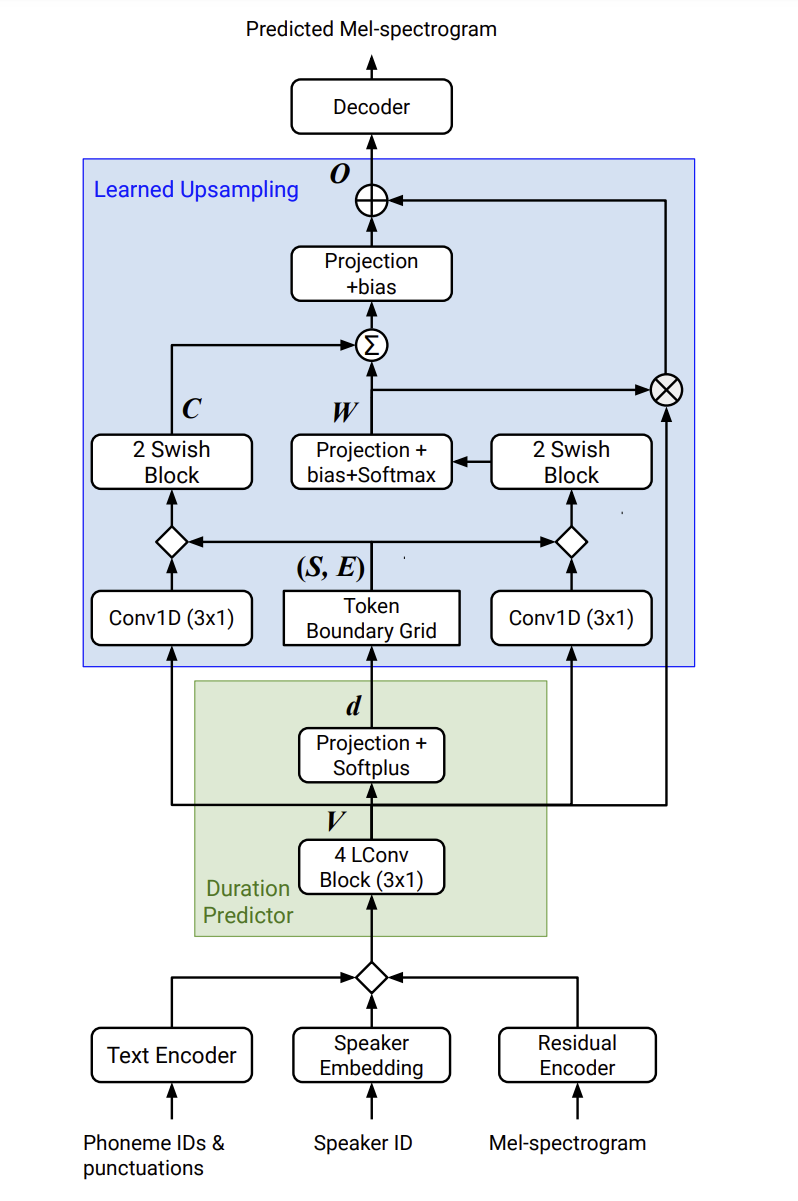 Predicted Mel-spectrogram
Decoder
O
Learned Upsampling
Projection
+bias
Σ
C
W
2 Swish
Block
Projection +
bias+Softmax
2 Swish
Block
(S, E)
Conv1D (3x1)
Token
Boundary Grid
Conv1D (3x1)
d
Projection +
Softplus
V
4 LConv
Block (3x1)
Duration
Predictor
Text Encoder
Speaker
Embedding
Residual
Encoder
Phoneme IDs &
punctuations
Speaker ID
Mel-spectrogram